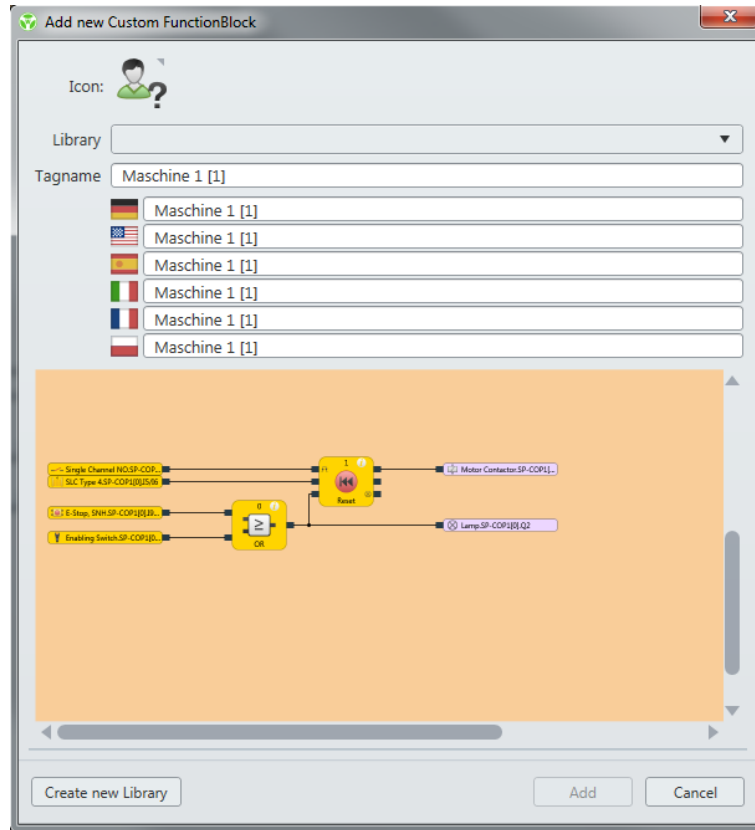 Add new Custom FunctionBlock
Icon:
Library
Tagname Maschine 1 [1]
Maschine 1 [1]
Maschine 1 [1]
Maschine 1 [1]
Maschine 1 [1]
Maschine 1 [1]
Maschine 1 [1]
1
Single Channel NO.SP-COP...
SLC Type 4.SP-COP1[0].I5/I6
Motor Contactor.SP-COP1[...
Reset
0
E-Stop, SNH.SP-COP1[0].I9...
Enabling Switch.SP-COP1[0...
≥
OR
Lamp.SP-COP1[0].Q2
Create new Library
Add
Cancel